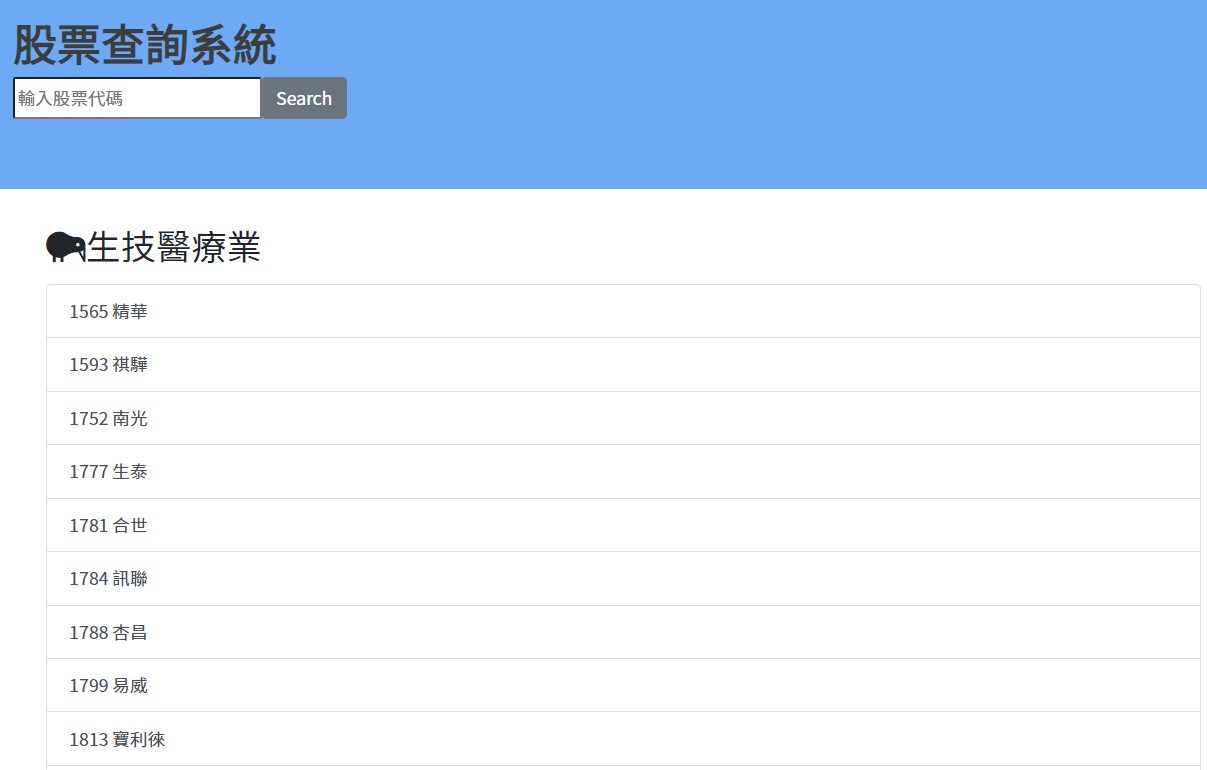 股票查詢系統
輸入股票代碼 Search
生技醫療業
1565 精華
1593 祺驊
1752 南光
1777 生泰
1781 合世
1784 訊聯
1788 杏昌
1799 易威
1813 寶利徠